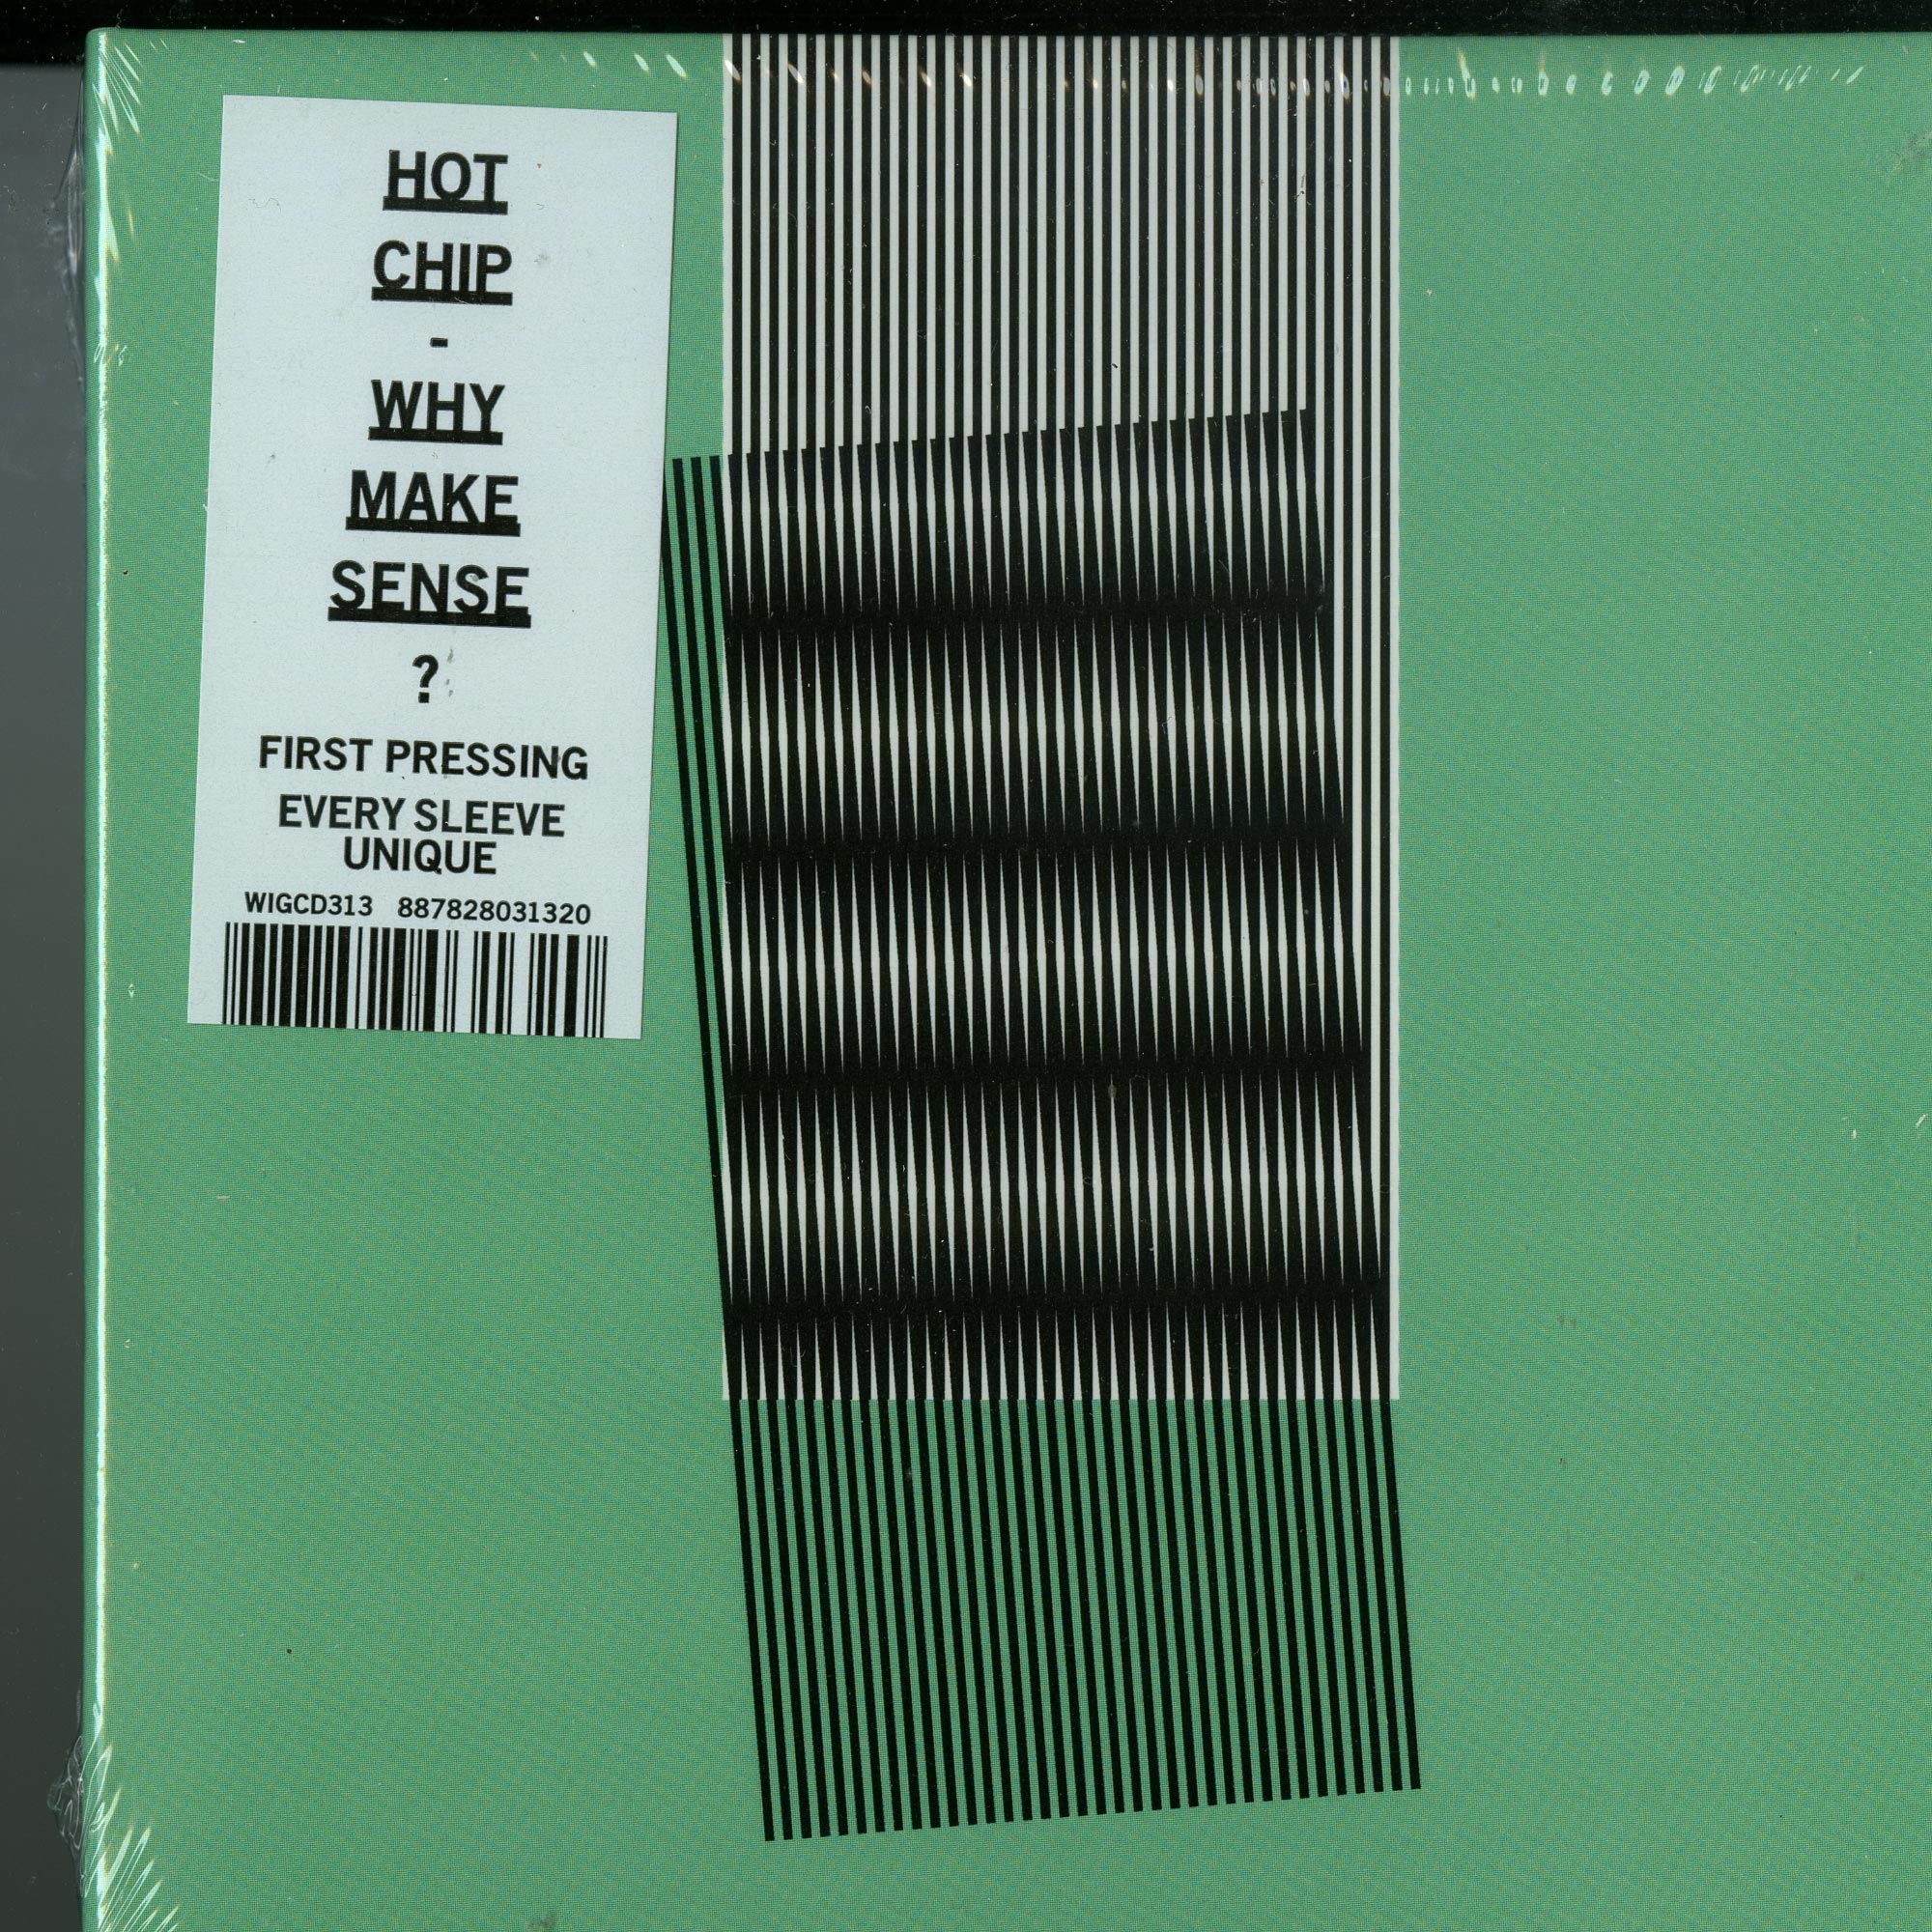 HOT
CHIP
-
WHY
MAKE
SENSE
?
FIRST PRESSING
EVERY SLEEVE
UNIQUE
WIGCD313 887828031320